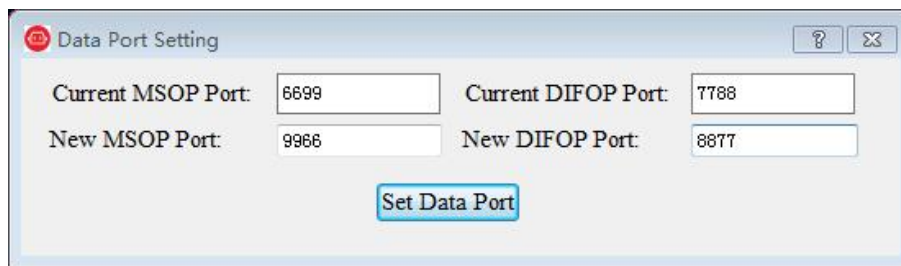 Data Port Setting
Current MSOP Port: 6699 Current DIFOP Port: 7788
New MSOP Port: 9966 New DIFOP Port: 8877
Set Data Port